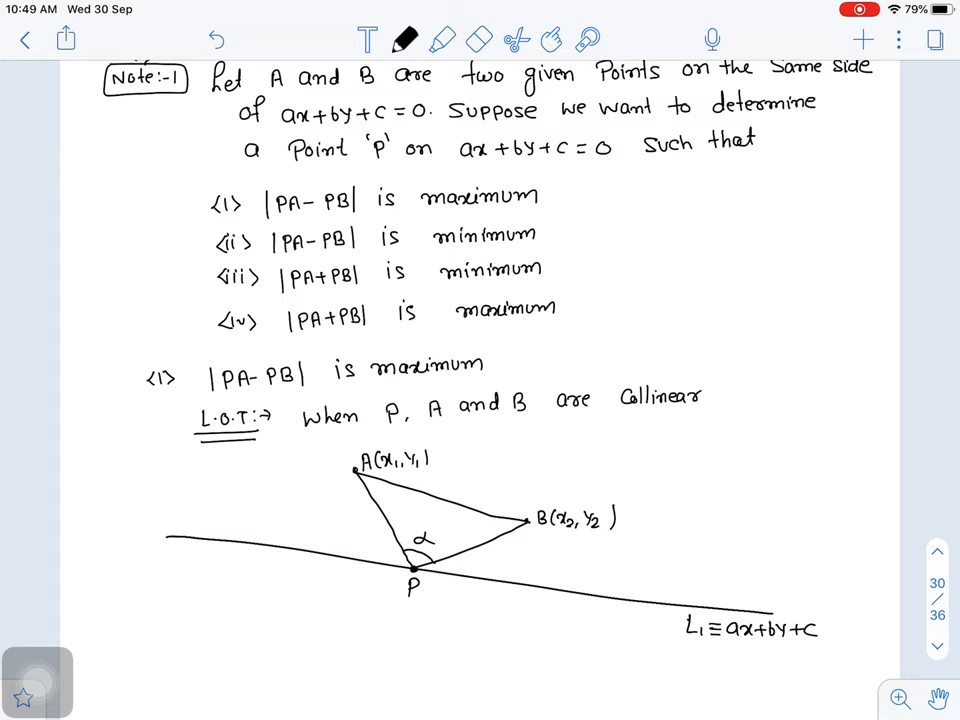 10:49 AM Wed 30 Sep
79%
Note:-1 Let A and B are two given Points on the Same side
of ax+by+c=0. Suppose we want to determine
a Point 'P' on ax+by+c=0 such that
<i> |PA-PB| is maximum
<ii> |PA-PB| is minimum
<iii> |PA+PB| is minimum
<iv> |PA+PB| is maximum
<i> |PA-PB| is maximum
L.O.T:→ When P, A and B are Collinear
A(x₁,y₁)
B(x₂,y₂)
α
P
L₁≡ax+by+c
30
/
36